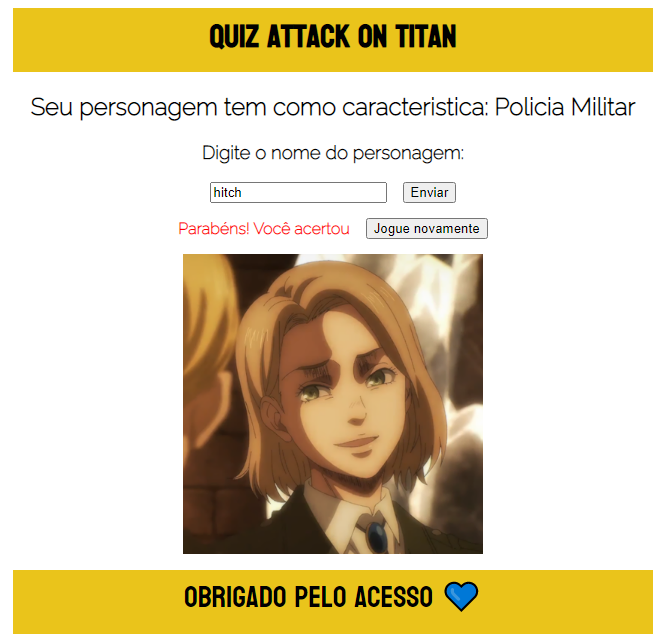 QUIZ ATTACK ON TITAN
Seu personagem tem como caracteristica: Policia Militar
Digite o nome do personagem:
hitch Enviar
Parabéns! Você acertou Jogue novamente
OBRIGADO PELO ACESSO 💙